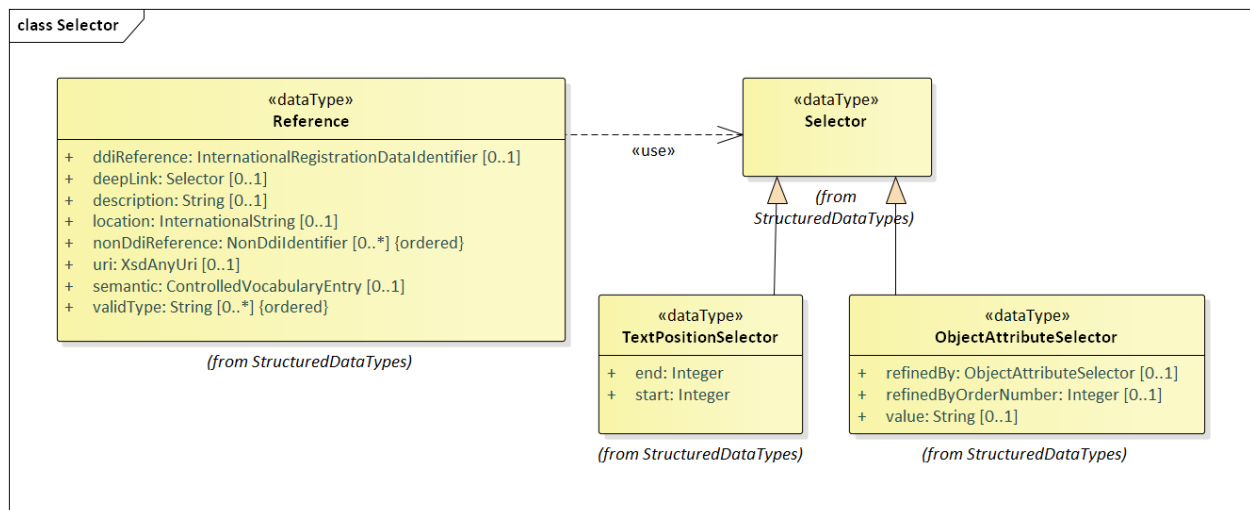 class Selector
«dataType»
Reference
+ ddiReference: InternationalRegistrationDataIdentifier [0..1]
+ deepLink: Selector [0..1]
+ description: String [0..1]
+ location: InternationalString [0..1]
+ nonDdiReference: NonDdiIdentifier [0..*] {ordered}
+ uri: XsdAnyUri [0..1]
+ semantic: ControlledVocabularyEntry [0..1]
+ validType: String [0..*] {ordered}
(from StructuredDataTypes)
«use»
«dataType»
Selector
(from
StructuredDataTypes)
«dataType»
TextPositionSelector
+ end: Integer
+ start: Integer
(from StructuredDataTypes)
«dataType»
ObjectAttributeSelector
+ refinedBy: ObjectAttributeSelector [0..1]
+ refinedByOrderNumber: Integer [0..1]
+ value: String [0..1]
(from StructuredDataTypes)